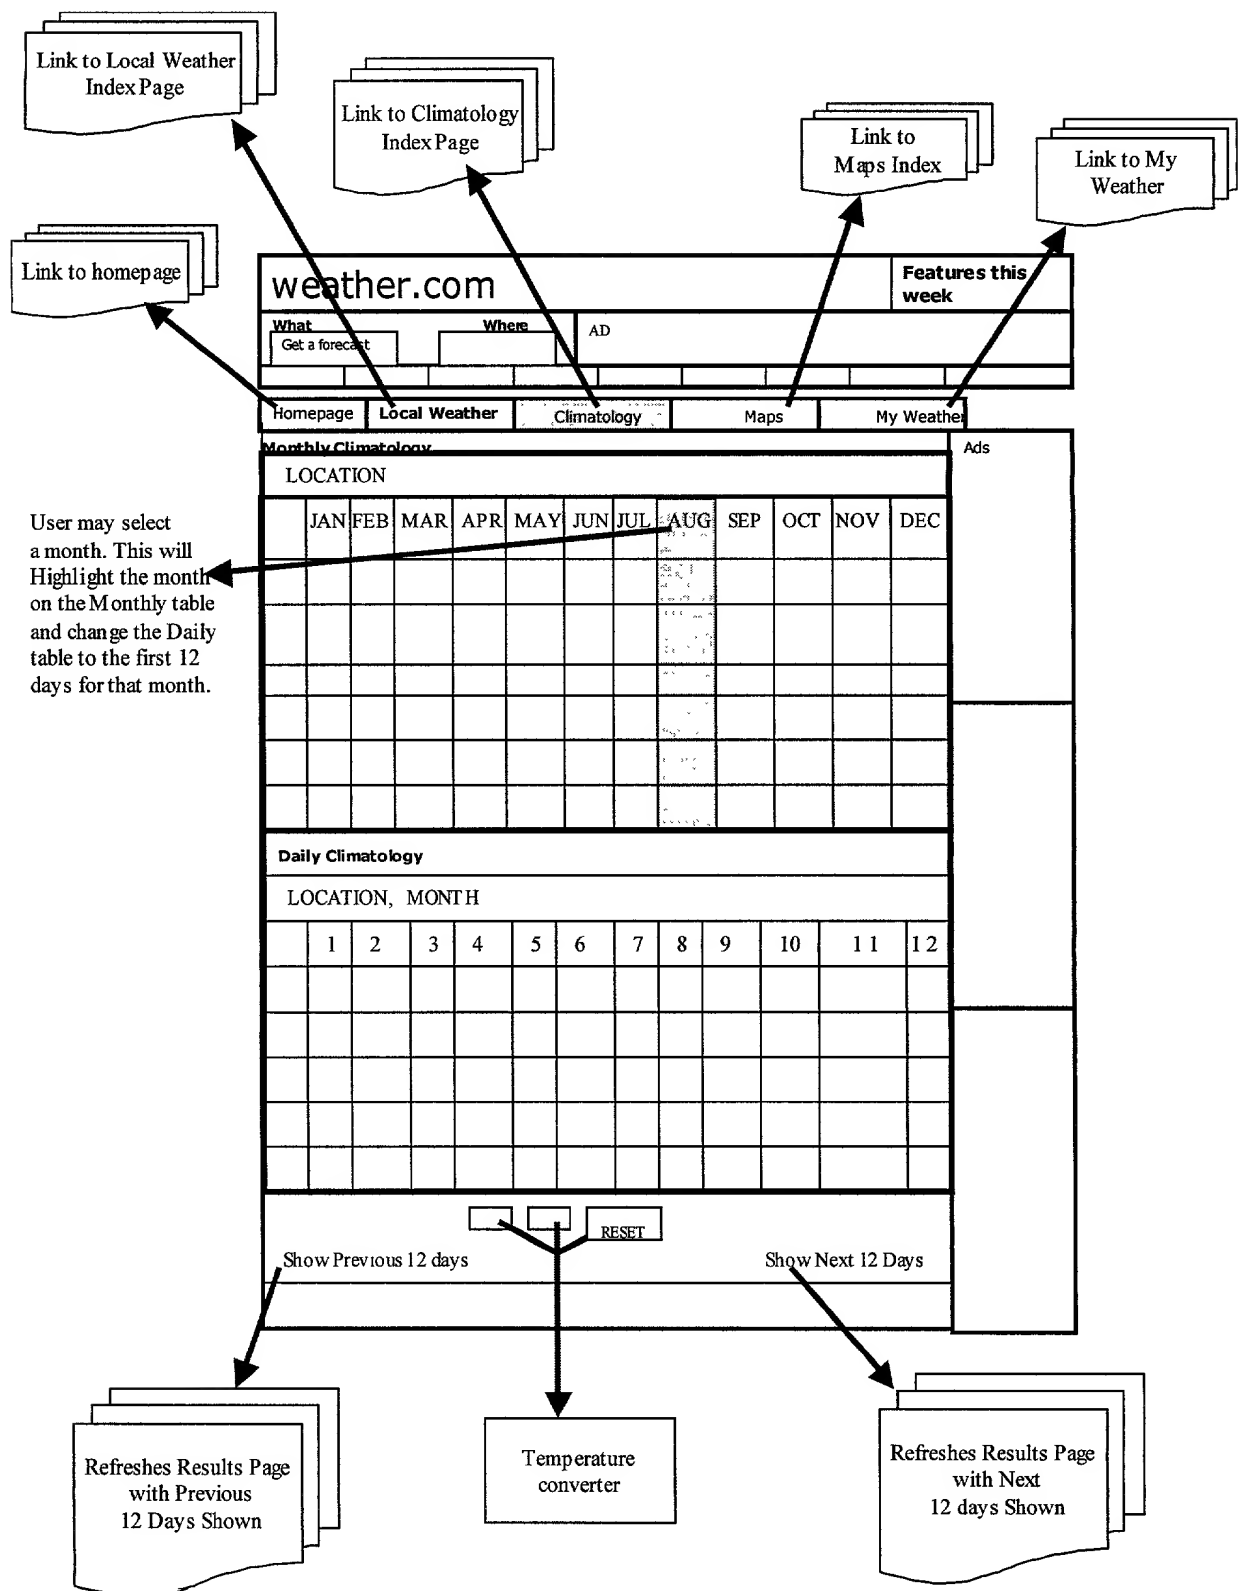 Link to Local Weather
Index Page
Link to Climatology
Index Page
Link to
Maps Index
Link to My
Weather
Link to homepage
weather.com
Features this
week
What
Where
Get a forecast
AD
Homepage
Local Weather
Climatology
Maps
My Weather
Monthly Climatology
Ads
LOCATION
JAN FEB MAR APR MAY JUN JUL AUG SEP OCT NOV DEC
User may select
a month. This will
Highlight the month
on the Monthly table
and change the Daily
table to the first 12
days for that month.
Daily Climatology
LOCATION, MONTH
1 2 3 4 5 6 7 8 9 10 11 12
RESET
Show Previous 12 days
Show Next 12 Days
Refreshes Results Page
with Previous
12 Days Shown
Temperature
converter
Refreshes Results Page
with Next
12 days Shown